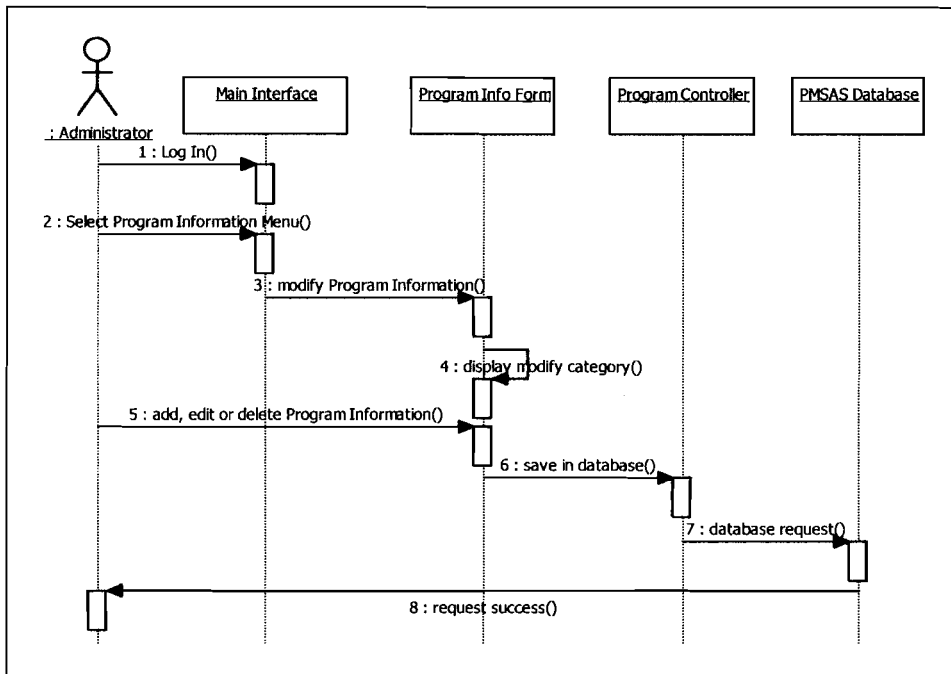 Main Interface
Program Info Form
Program Controller
PMSAS Database
: Administrator
1 : Log In()
2 : Select Program Information Menu()
3 : modify Program Information()
4 : display modify category()
5 : add, edit or delete Program Information()
6 : save in database()
7 : database request()
8 : request success()